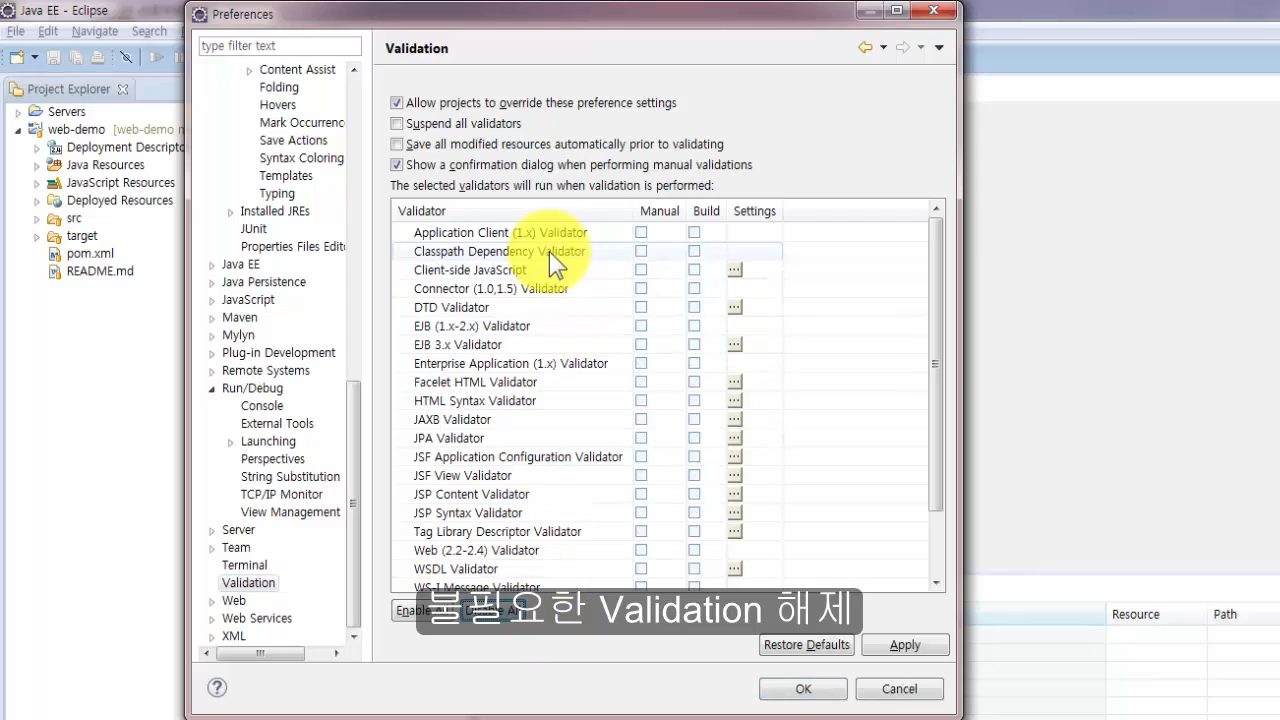 Java EE - Eclipse
File Edit Navigate Search
Project Explorer
Servers
web-demo [web-demo
Deployment Descripto
Java Resources
JavaScript Resources
Deployed Resources
src
target
pom.xml
README.md
Preferences
type filter text
Content Assist
Folding
Hovers
Mark Occurrenc
Save Actions
Syntax Coloring
Templates
Typing
Installed JREs
JUnit
Properties Files Edit
Java EE
Java Persistence
JavaScript
Maven
Mylyn
Plug-in Development
Remote Systems
Run/Debug
Console
External Tools
Launching
Perspectives
String Substitution
TCP/IP Monitor
View Management
Server
Team
Terminal
Validation
Web
Web Services
XML
Validation
Allow projects to override these preference settings
Suspend all validators
Save all modified resources automatically prior to validating
Show a confirmation dialog when performing manual validations
The selected validators will run when validation is performed:
Validator Manual Build Settings
Application Client (1.x) Validator
Classpath Dependency Validator
Client-side JavaScript
Connector (1.0,1.5) Validator
DTD Validator
EJB (1.x-2.x) Validator
EJB 3.x Validator
Enterprise Application (1.x) Validator
Facelet HTML Validator
HTML Syntax Validator
JAXB Validator
JPA Validator
JSF Application Configuration Validator
JSF View Validator
JSP Content Validator
JSP Syntax Validator
Tag Library Descriptor Validator
Web (2.2-2.4) Validator
WSDL Validator
WS-I Message Validator
불필요한 Validation 해제
Restore Defaults Apply
OK Cancel
Resource Path